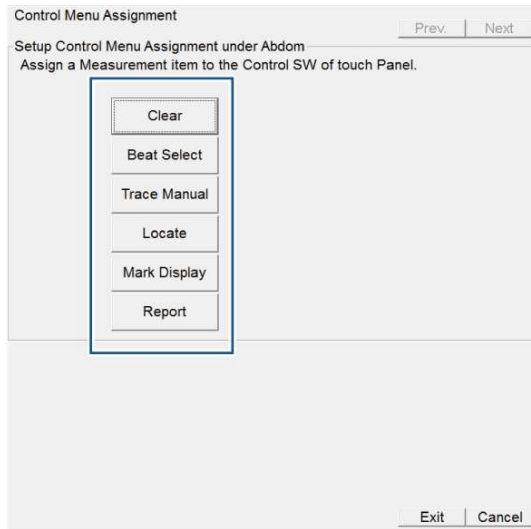 Control Menu Assignment
Prev. Next
Setup Control Menu Assignment under Abdom
Assign a Measurement item to the Control SW of touch Panel.
Clear
Beat Select
Trace Manual
Locate
Mark Display
Report
Exit Cancel